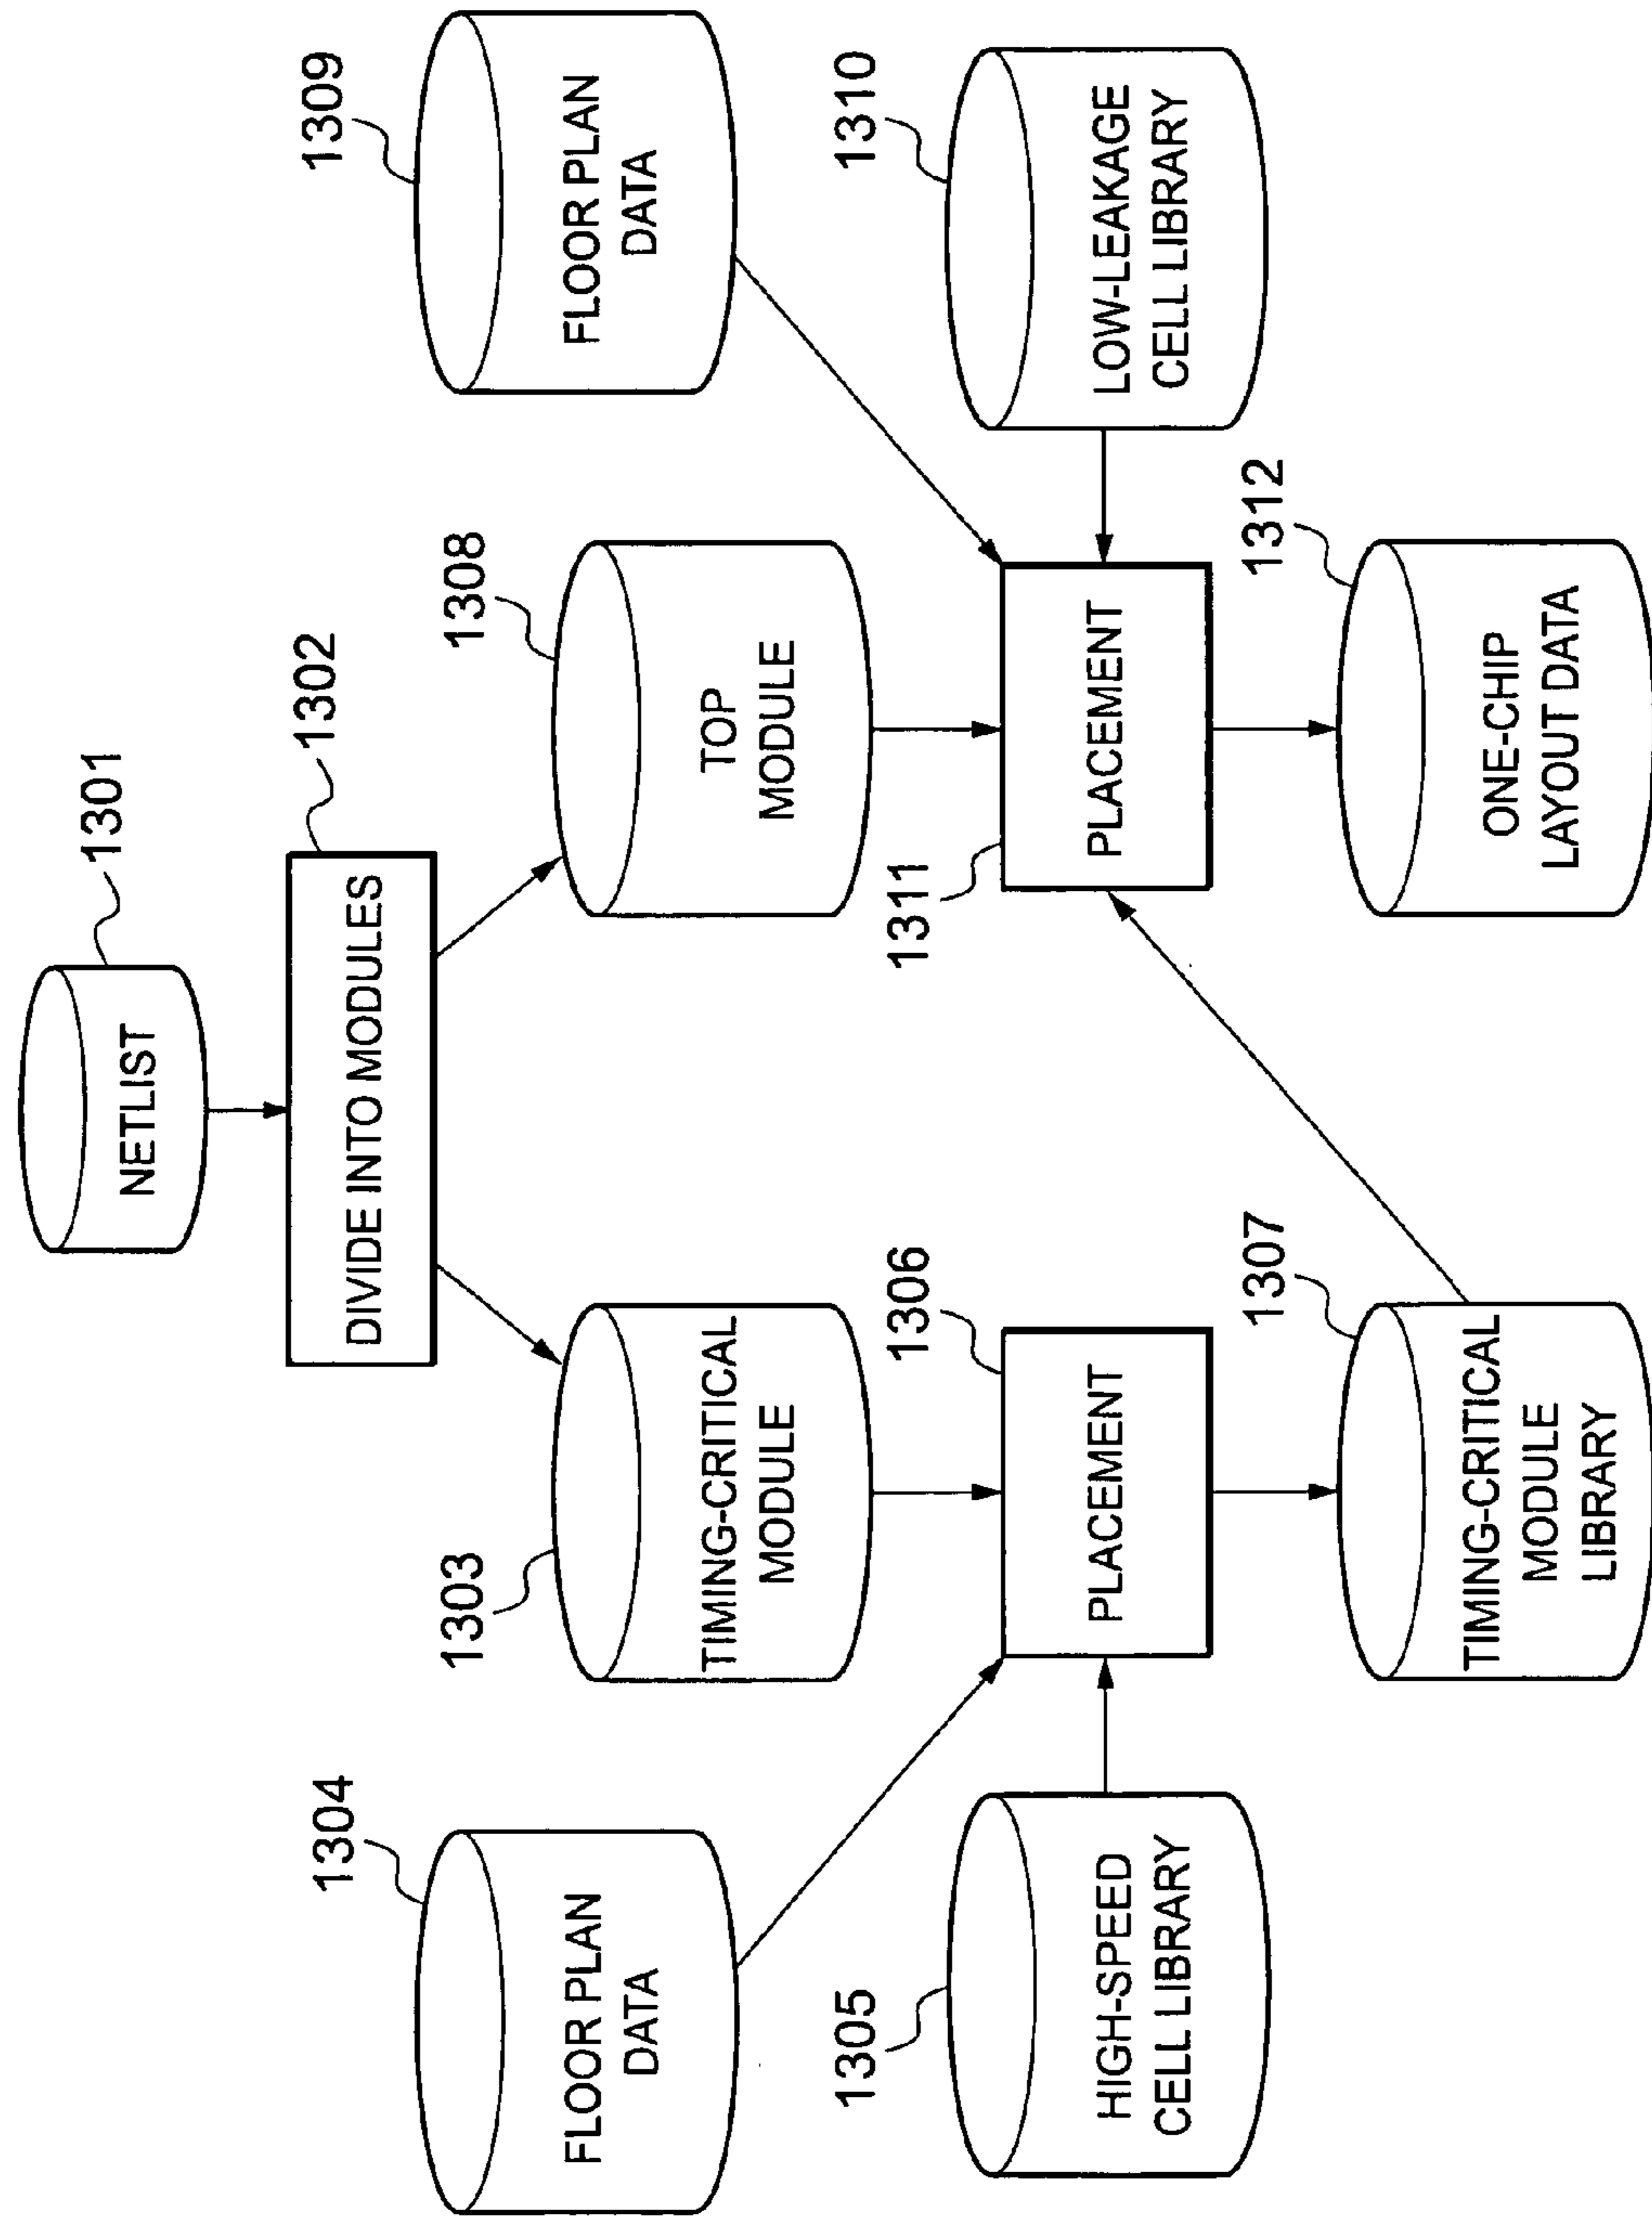 1301
NETLIST
1302
DIVIDE INTO MODULES
1304
FLOOR PLAN
DATA
1303
TIMING-CRITICAL
MODULE
1308
TOP
MODULE
1309
FLOOR PLAN
DATA
1305
HIGH-SPEED
CELL LIBRARY
1306
PLACEMENT
1311
PLACEMENT
1310
LOW-LEAKAGE
CELL LIBRARY
1307
TIMING-CRITICAL
MODULE
LIBRARY
1312
ONE-CHIP
LAYOUT DATA